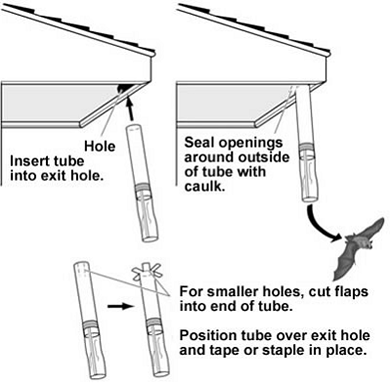 Hole
Insert tube
into exit hole.
Seal openings
around outside
of tube with
caulk.
For smaller holes, cut flaps
into end of tube.
Position tube over exit hole
and tape or staple in place.